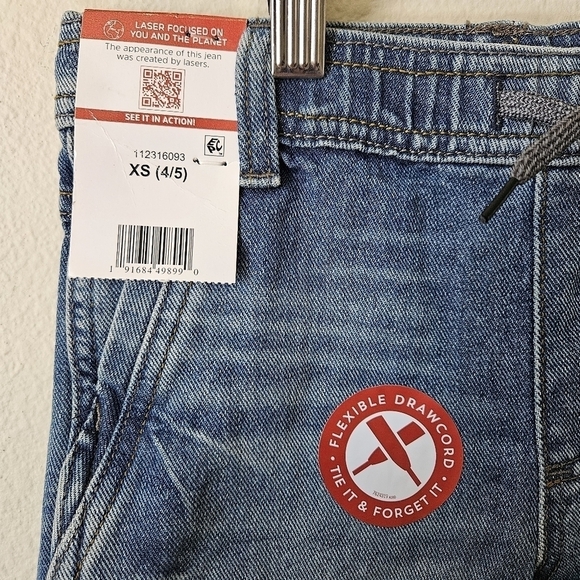 LASER FOCUSED ON
YOU AND THE PLANET
The appearance of this jean
was created by lasers.
SEE IT IN ACTION!
112316093
XS (4/5)
1 91684 49899 0
FLEXIBLE DRAWCORD
TIE IT & FORGET IT